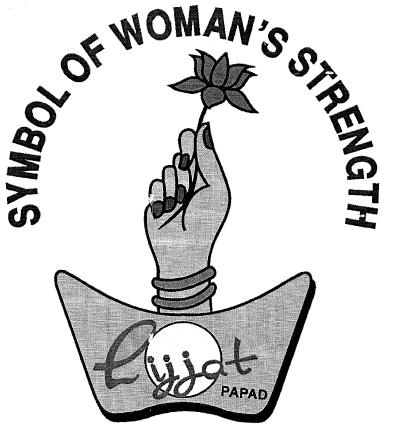 SYMBOL OF WOMAN'S STRENGTH
Lijjat
PAPAD